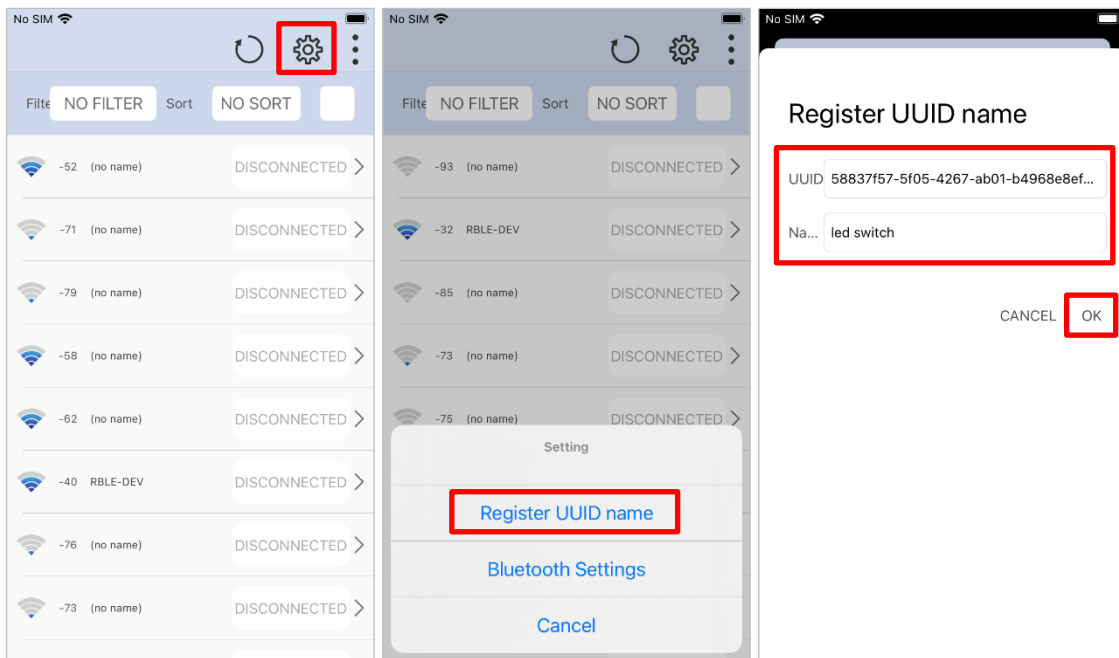 No SIM
Filte NO FILTER Sort NO SORT
-52 (no name) DISCONNECTED
-71 (no name) DISCONNECTED
-79 (no name) DISCONNECTED
-58 (no name) DISCONNECTED
-62 (no name) DISCONNECTED
-40 RBLE-DEV DISCONNECTED
-76 (no name) DISCONNECTED
-73 (no name) DISCONNECTED
No SIM
Filte NO FILTER Sort NO SORT
-93 (no name) DISCONNECTED
-32 RBLE-DEV DISCONNECTED
-85 (no name) DISCONNECTED
-73 (no name) DISCONNECTED
-75 (no name) DISCONNECTED
Setting
Register UUID name
Bluetooth Settings
Cancel
No SIM
Register UUID name
UUID 58837f57-5f05-4267-ab01-b4968e8ef...
Na... led switch
CANCEL OK